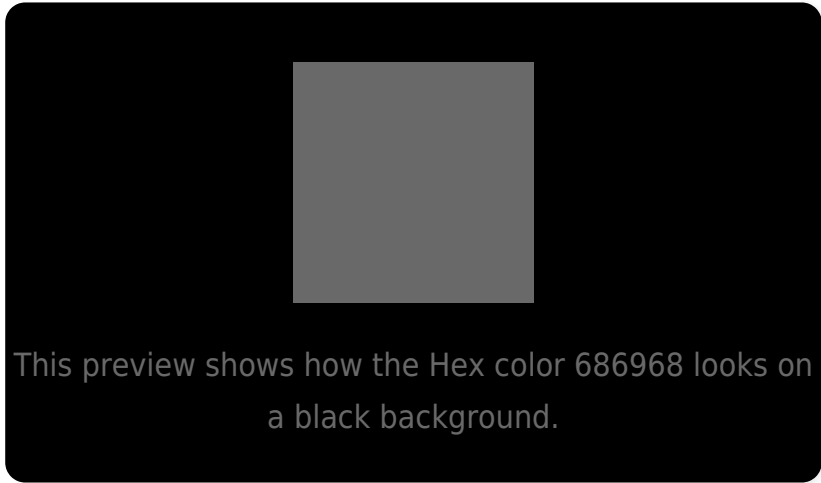 This preview shows how the Hex color 686968 looks on
a black background.